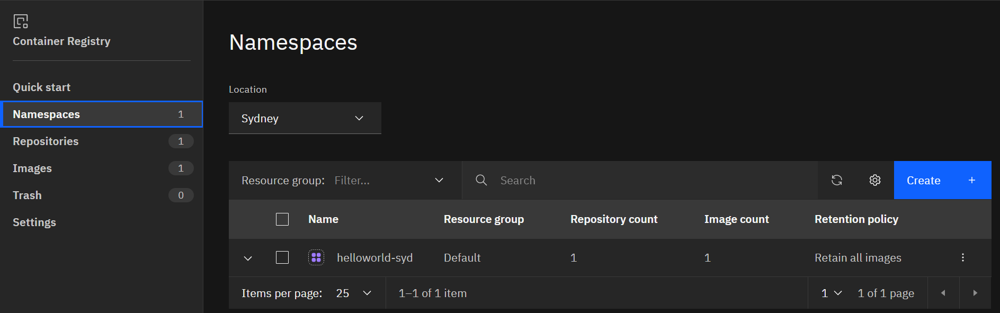 Container Registry
Quick start
Namespaces 1
Repositories 1
Images 1
Trash 0
Settings
Namespaces
Location
Sydney
Resource group: Filter... Search Create +
Name Resource group Repository count Image count Retention policy
helloworld-syd Default 1 1 Retain all images
Items per page: 25 1–1 of 1 item 1 1 of 1 page